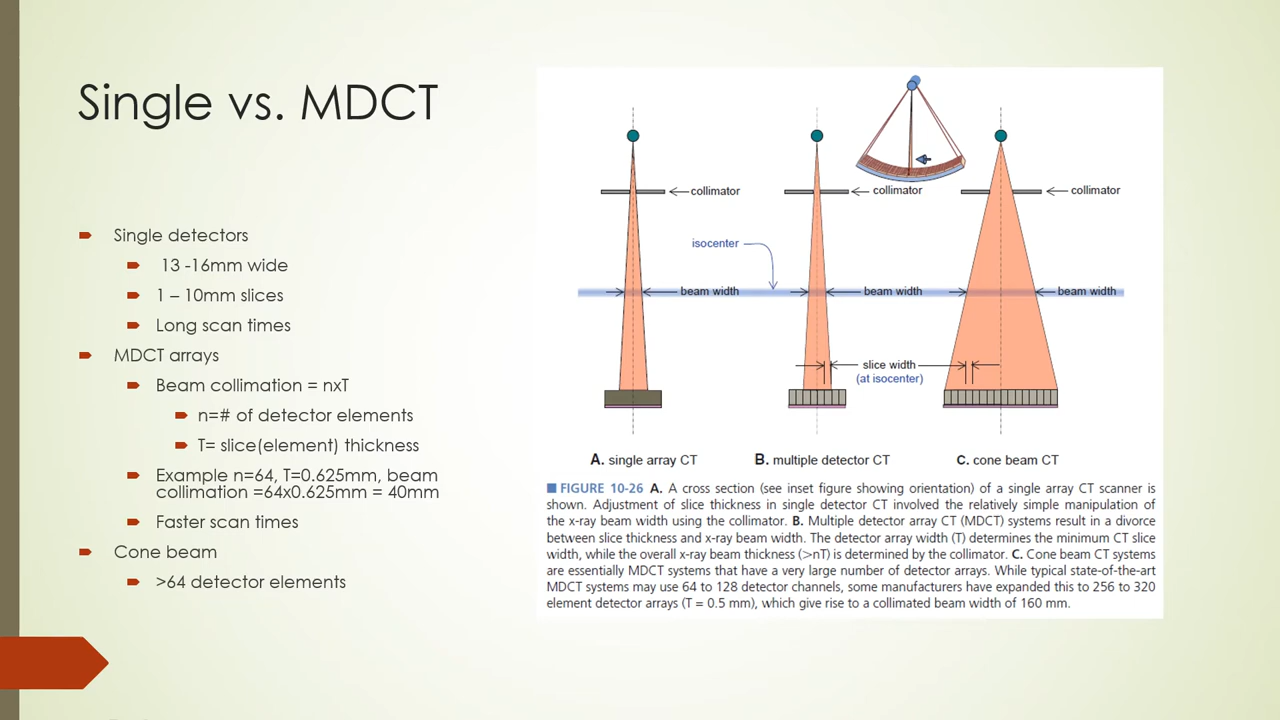 Single vs. MDCT
Single detectors
13 -16mm wide
1 – 10mm slices
Long scan times
MDCT arrays
Beam collimation = nxT
n=# of detector elements
T= slice(element) thickness
Example n=64, T=0.625mm, beam
collimation =64x0.625mm = 40mm
Faster scan times
Cone beam
>64 detector elements
collimator
collimator
collimator
isocenter
beam width
beam width
beam width
slice width
(at isocenter)
A. single array CT
B. multiple detector CT
C. cone beam CT
FIGURE 10-26 A. A cross section (see inset figure showing orientation) of a single array CT scanner is
shown. Adjustment of slice thickness in single detector CT involved the relatively simple manipulation of
the x-ray beam width using the collimator. B. Multiple detector array CT (MDCT) systems result in a divorce
between slice thickness and x-ray beam width. The detector array width (T) determines the minimum CT slice
width, while the overall x-ray beam thickness (>nT) is determined by the collimator. C. Cone beam CT systems
are essentially MDCT systems that have a very large number of detector arrays. While typical state-of-the-art
MDCT systems may use 64 to 128 detector channels, some manufacturers have expanded this to 256 to 320
element detector arrays (T = 0.5 mm), which give rise to a collimated beam width of 160 mm.